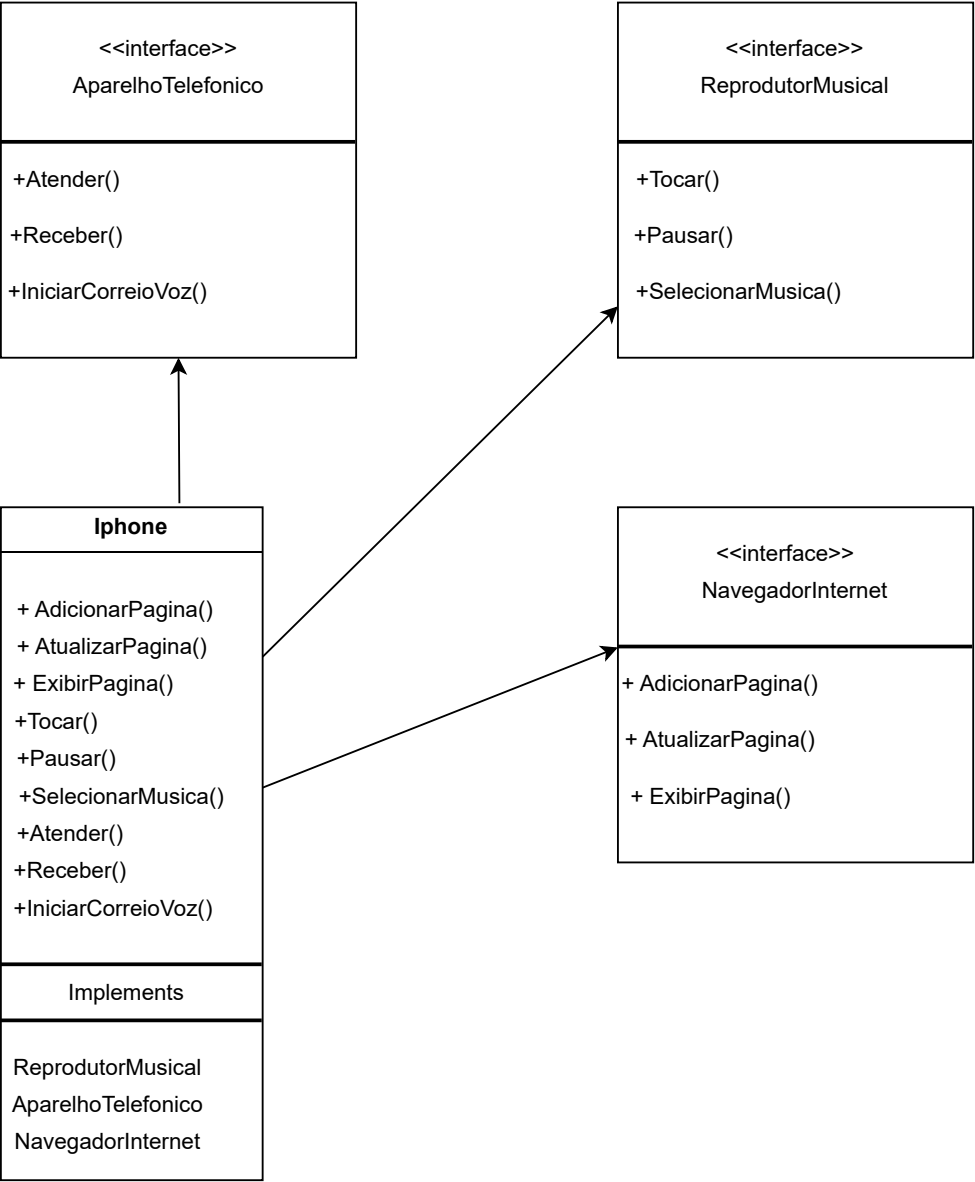 <<interface>>
AparelhoTelefonico
+Atender()
+Receber()
+IniciarCorreioVoz()
<<interface>>
ReprodutorMusical
+Tocar()
+Pausar()
+SelecionarMusica()
Iphone
+ AdicionarPagina()
+ AtualizarPagina()
+ ExibirPagina()
+Tocar()
+Pausar()
+SelecionarMusica()
+Atender()
+Receber()
+IniciarCorreioVoz()
Implements
ReprodutorMusical
AparelhoTelefonico
NavegadorInternet
<<interface>>
NavegadorInternet
+ AdicionarPagina()
+ AtualizarPagina()
+ ExibirPagina()